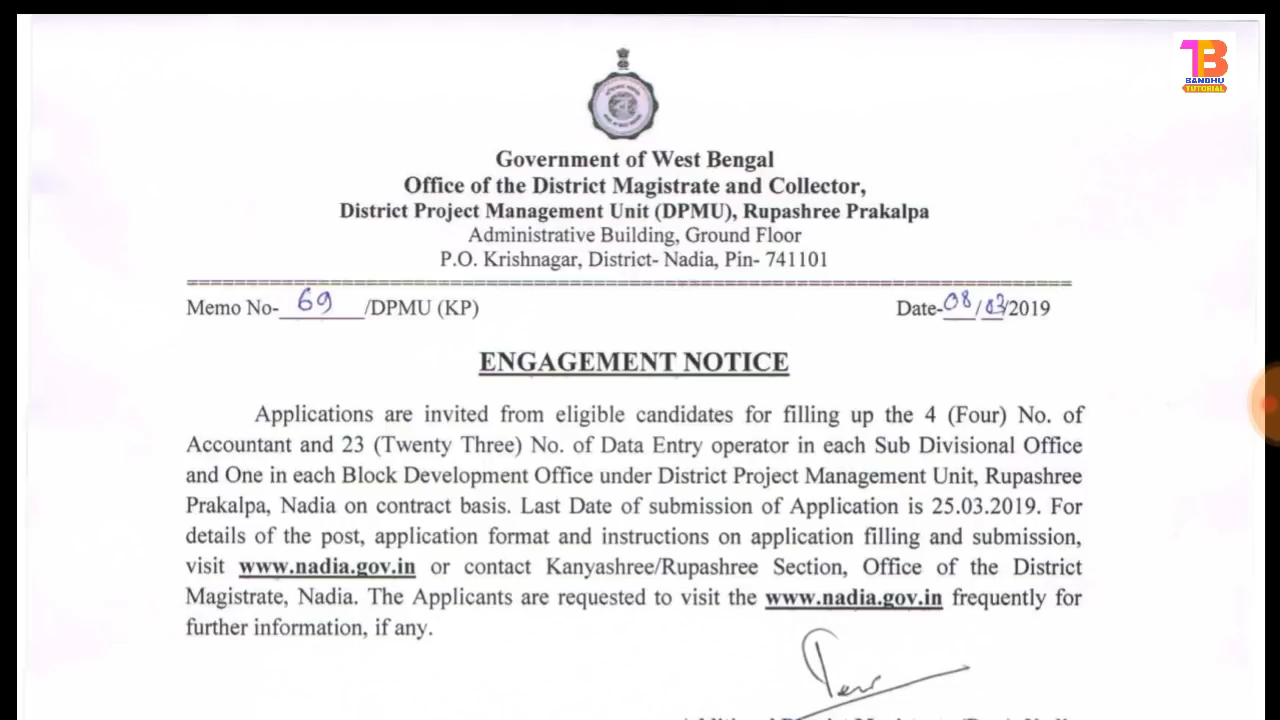 1B
BANDHU
TUTORIAL
Government of West Bengal
Office of the District Magistrate and Collector,
District Project Management Unit (DPMU), Rupashree Prakalpa
Administrative Building, Ground Floor
P.O. Krishnagar, District- Nadia, Pin- 741101
Memo No- 69 /DPMU (KP) Date-08/03/2019
ENGAGEMENT NOTICE
Applications are invited from eligible candidates for filling up the 4 (Four) No. of
Accountant and 23 (Twenty Three) No. of Data Entry operator in each Sub Divisional Office
and One in each Block Development Office under District Project Management Unit, Rupashree
Prakalpa, Nadia on contract basis. Last Date of submission of Application is 25.03.2019. For
details of the post, application format and instructions on application filling and submission,
visit www.nadia.gov.in or contact Kanyashree/Rupashree Section, Office of the District
Magistrate, Nadia. The Applicants are requested to visit the www.nadia.gov.in frequently for
further information, if any.